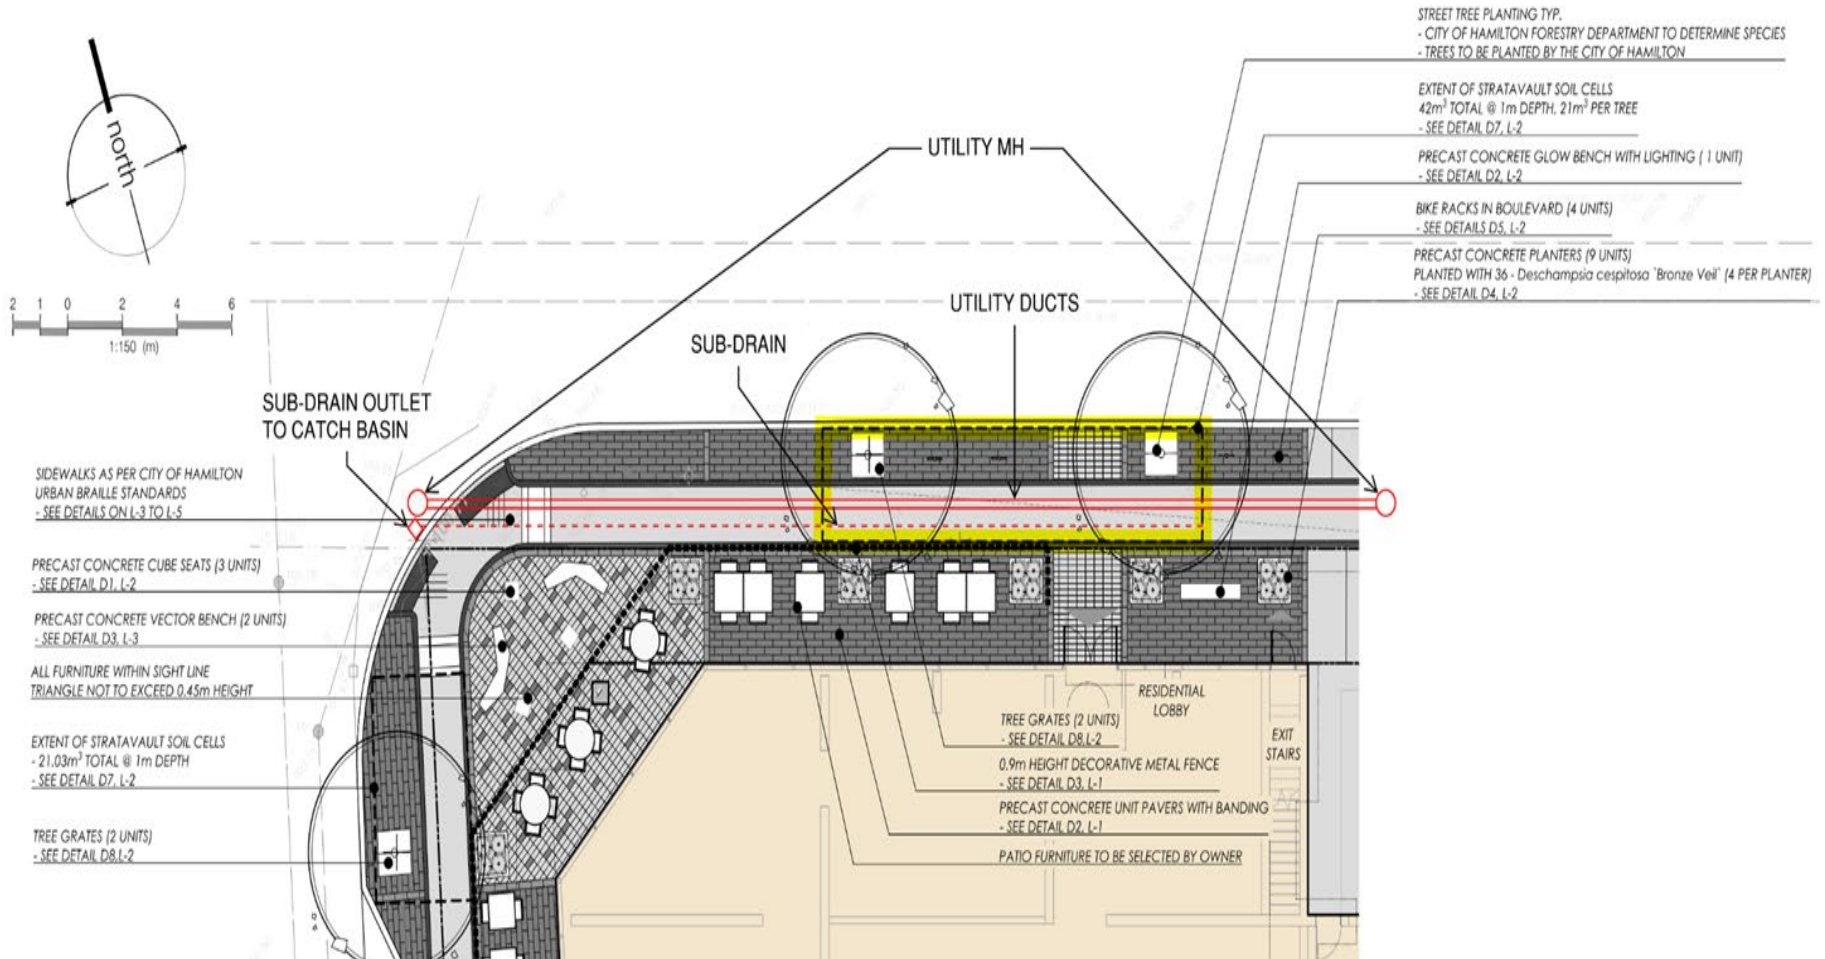 STREET TREE PLANTING TYP.
- CITY OF HAMILTON FORESTRY DEPARTMENT TO DETERMINE SPECIES
- TREES TO BE PLANTED BY THE CITY OF HAMILTON
EXTENT OF STRATAVAULT SOIL CELLS
42m³ TOTAL @ 1m DEPTH, 21m³ PER TREE
- SEE DETAIL D7, L-2
PRECAST CONCRETE GLOW BENCH WITH LIGHTING ( 1 UNIT)
- SEE DETAIL D2, L-2
BIKE RACKS IN BOULEVARD (4 UNITS)
- SEE DETAILS D5, L-2
PRECAST CONCRETE PLANTERS (9 UNITS)
PLANTED WITH 36 - Deschampsia cespitosa `Bronze Veil` (4 PER PLANTER)
- SEE DETAIL D4, L-2
north
2 1 0 2 4 6
1:150 (m)
UTILITY MH
UTILITY DUCTS
SUB-DRAIN
SUB-DRAIN OUTLET
TO CATCH BASIN
SIDEWALKS AS PER CITY OF HAMILTON
URBAN BRAILLE STANDARDS
- SEE DETAILS ON L-3 TO L-5
PRECAST CONCRETE CUBE SEATS (3 UNITS)
- SEE DETAIL D1, L-2
PRECAST CONCRETE VECTOR BENCH (2 UNITS)
- SEE DETAIL D3, L-3
ALL FURNITURE WITHIN SIGHT LINE
TRIANGLE NOT TO EXCEED 0.45m HEIGHT
EXTENT OF STRATAVAULT SOIL CELLS
- 21.03m³ TOTAL @ 1m DEPTH
- SEE DETAIL D7, L-2
TREE GRATES (2 UNITS)
- SEE DETAIL D8,L-2
RESIDENTIAL
LOBBY
EXIT
STAIRS
TREE GRATES (2 UNITS)
- SEE DETAIL D8,L-2
0.9m HEIGHT DECORATIVE METAL FENCE
- SEE DETAIL D3, L-1
PRECAST CONCRETE UNIT PAVERS WITH BANDING
- SEE DETAIL D2, L-1
PATIO FURNITURE TO BE SELECTED BY OWNER